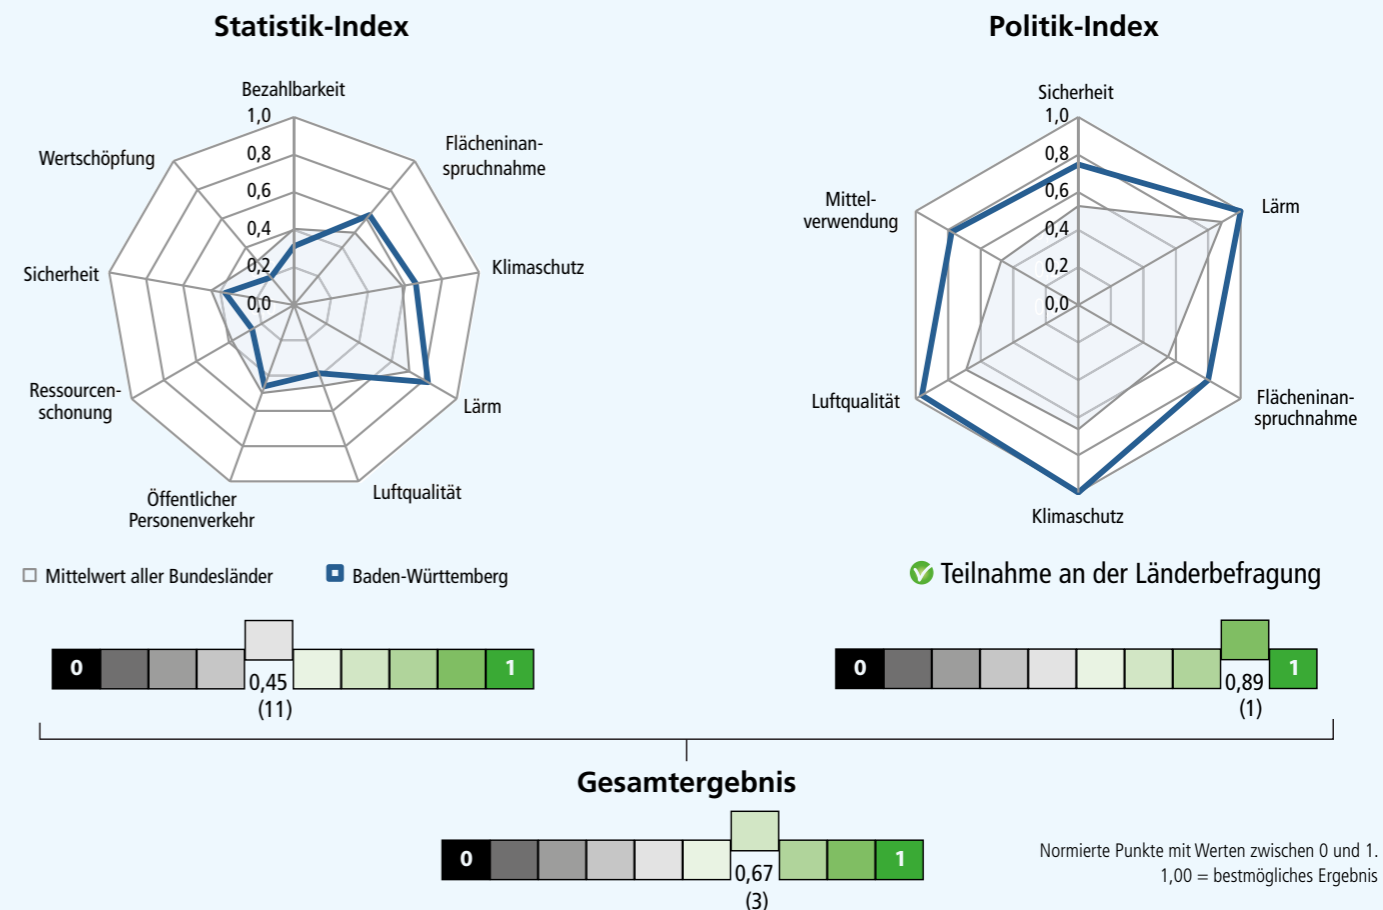 Statistik-Index
Bezahlbarkeit
1,0
0,8
0,6
0,4
0,2
0,0
Flächeninan-
spruchnahme
Klimaschutz
Lärm
Luftqualität
Öffentlicher
Personenverkehr
Ressourcen-
schonung
Sicherheit
Wertschöpfung
Politik-Index
Sicherheit
1,0
0,8
0,6
0,4
0,2
0,0
Lärm
Flächeninan-
spruchnahme
Klimaschutz
Luftqualität
Mittel-
verwendung
Mittelwert aller Bundesländer
Baden-Württemberg
Teilnahme an der Länderbefragung
0
0,45
(11)
1
0
0,89
(1)
1
Gesamtergebnis
0
0,67
(3)
1
Normierte Punkte mit Werten zwischen 0 und 1.
1,00 = bestmögliches Ergebnis